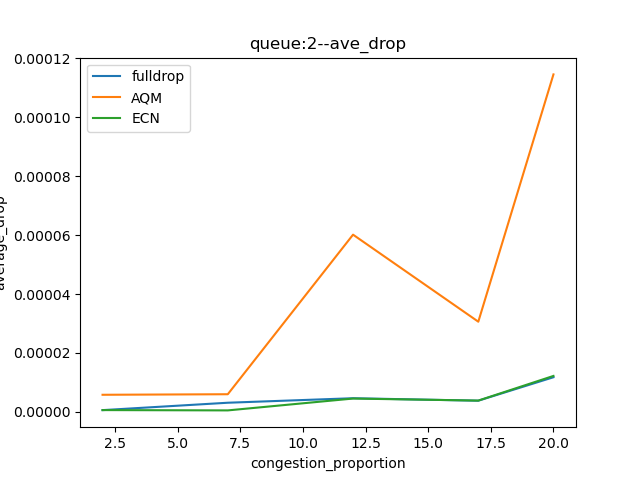 queue:2--ave_drop
0.00012
0.00010
0.00008
0.00006
0.00004
0.00002
0.00000
average_drop
fulldrop
AQM
ECN
2.5 5.0 7.5 10.0 12.5 15.0 17.5 20.0
congestion_proportion